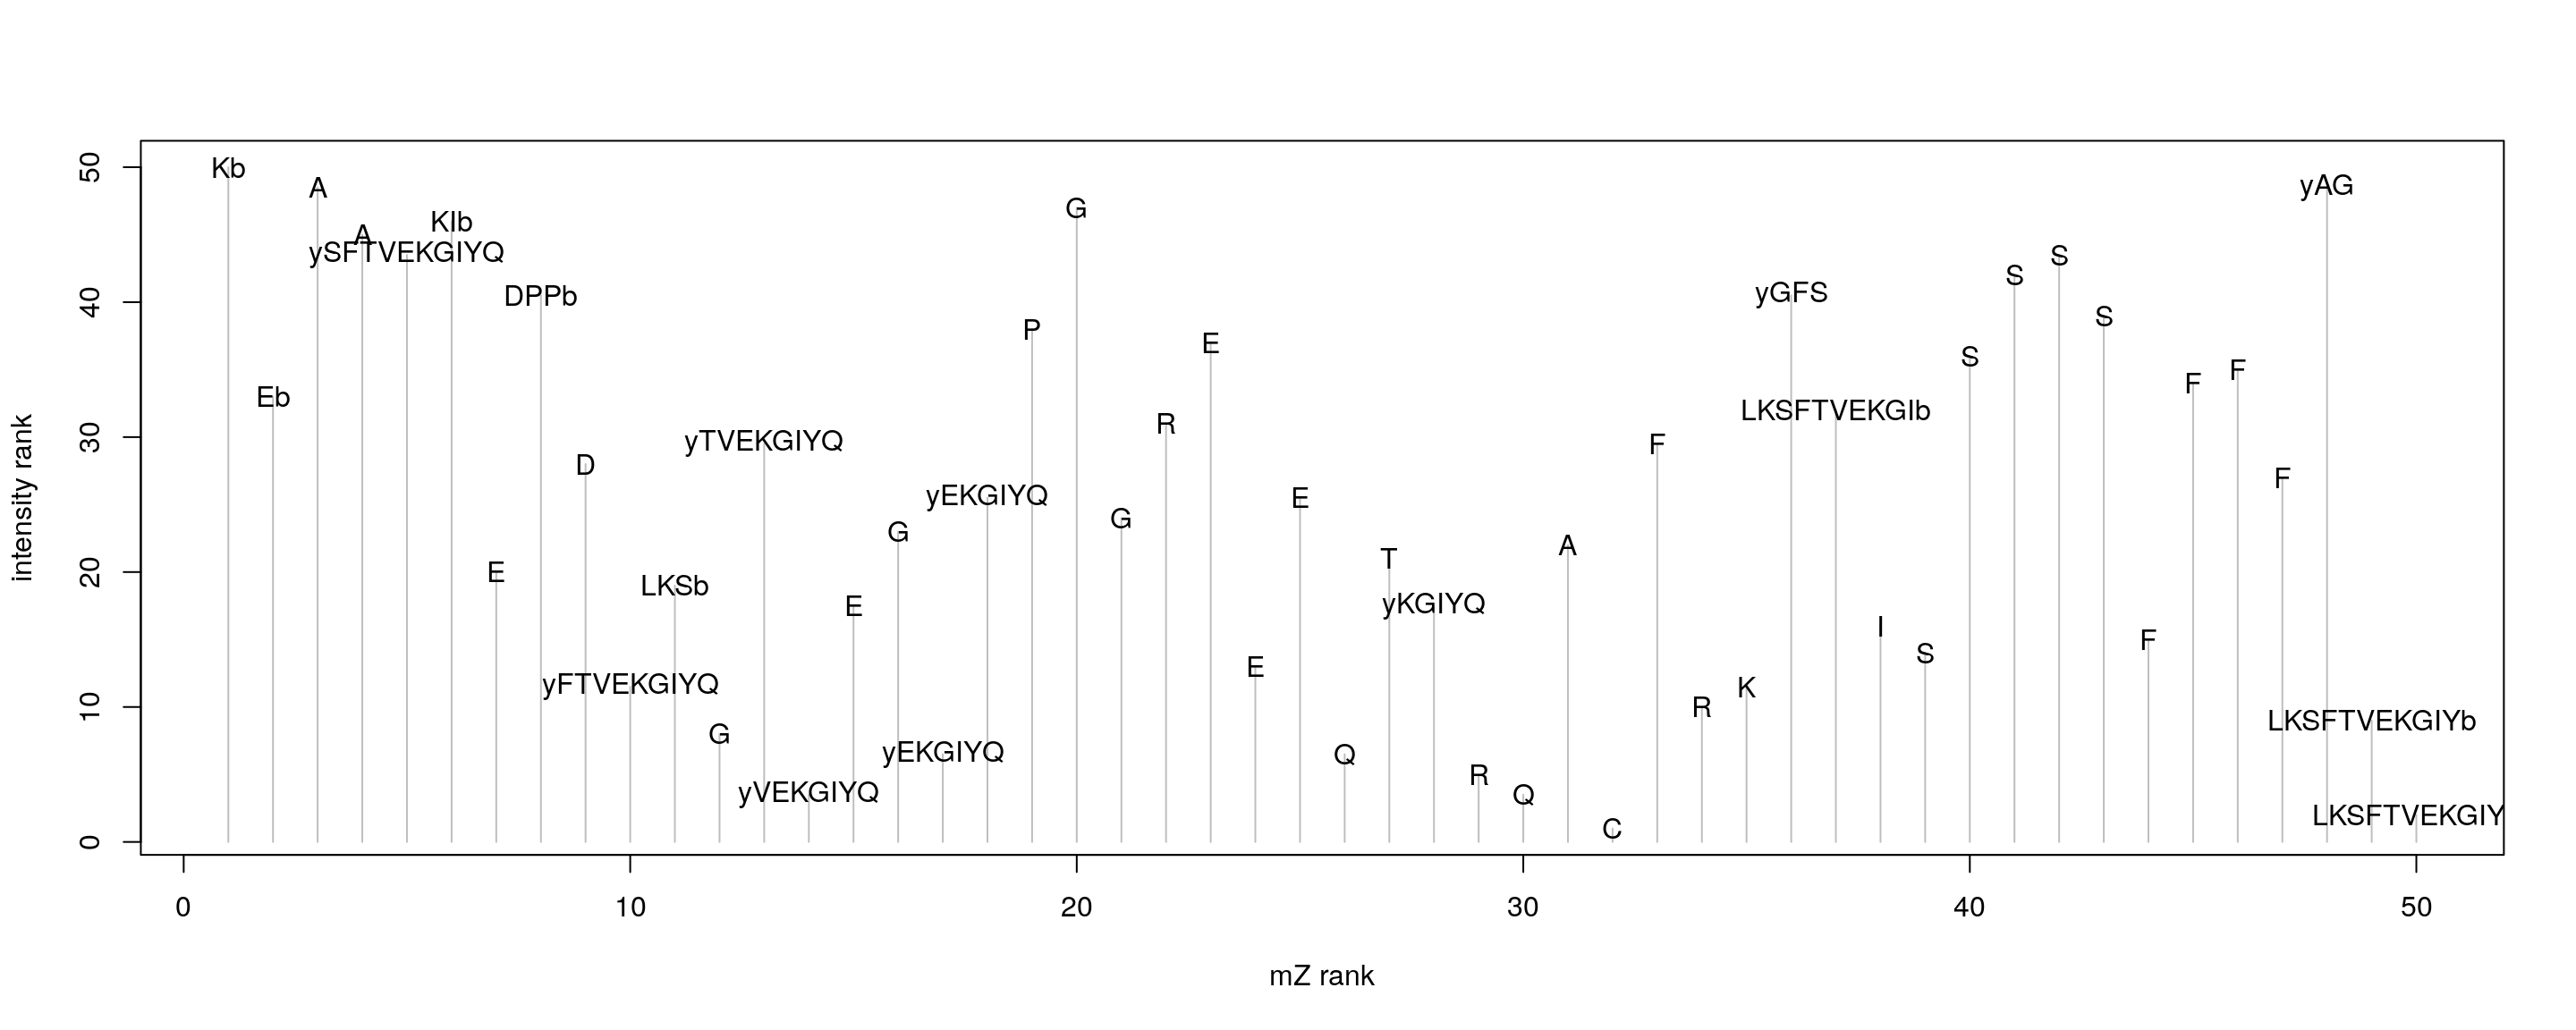 Kb
yAG
A
G
KIb
A
ySFTVEKGIYQ
S
S
DPPb
yGFS
S
P
E
S
F
F
Eb
LKSFTVEKGIb
R
yTVEKGIYQ
F
D
F
yEKGIYQ
E
G
G
A
T
E
LKSb
E
yKGIYQ
I
S
F
E
yFTVEKGIYQ
K
R
LKSFTVEKGIYb
G
yEKGIYQ
Q
R
yVEKGIYQ
Q
LKSFTVEKGIY
C
intensity rank
50
40
30
20
10
0
0 10 20 30 40 50
mZ rank